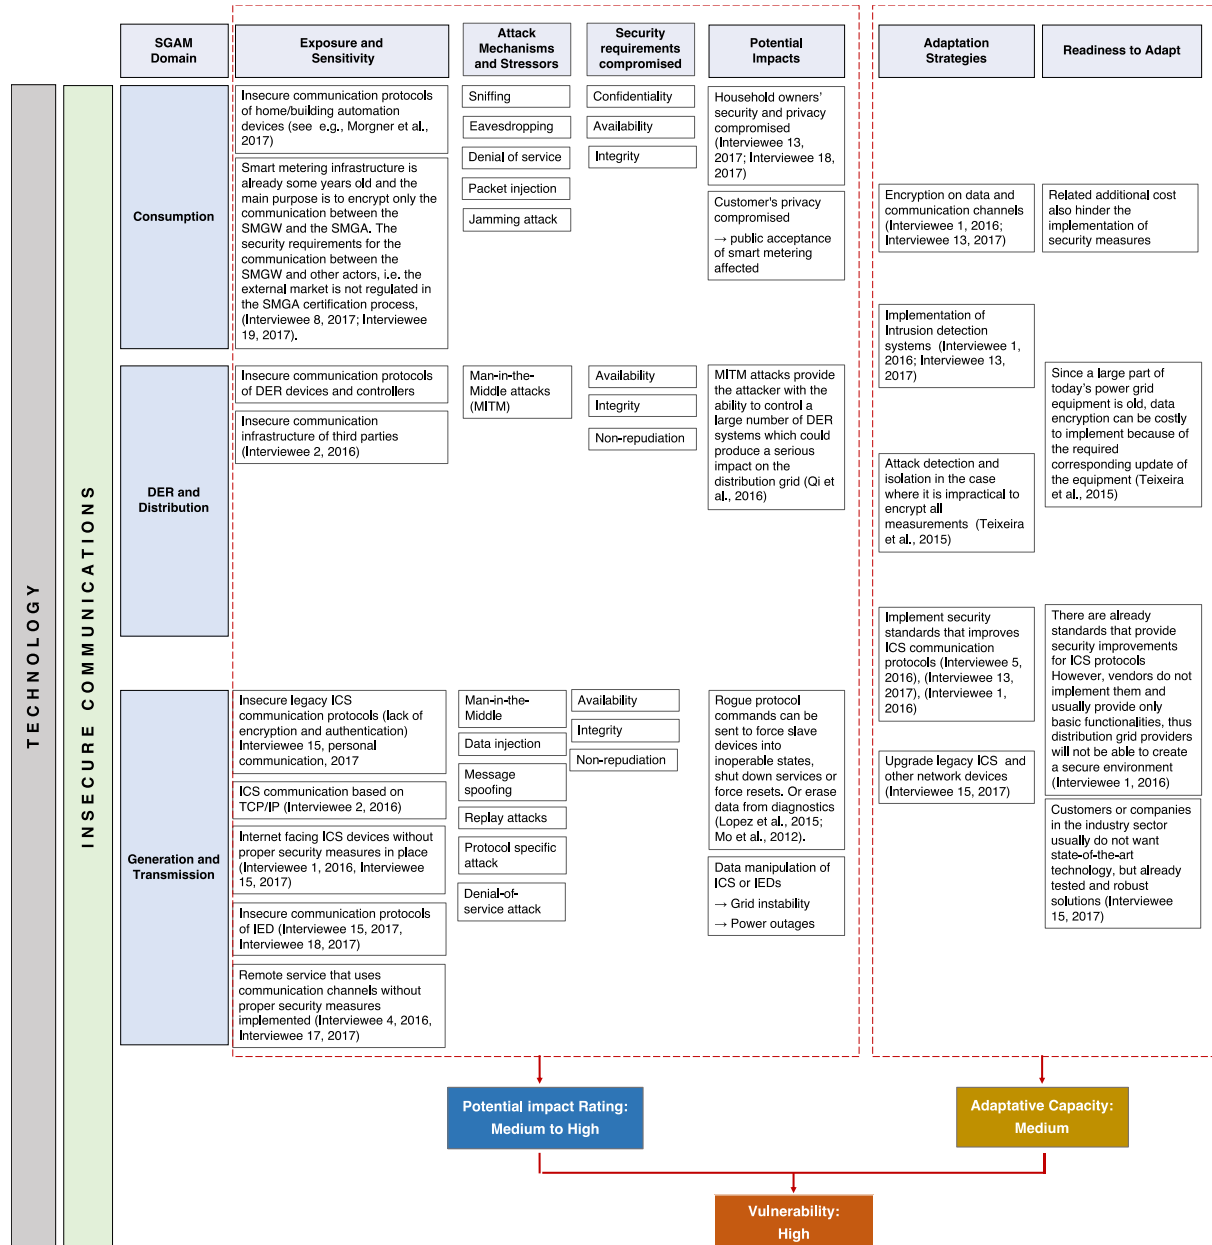 SGAM
Domain
Exposure and
Sensitivity
Attack
Mechanisms
and Stressors
Security
requirements
compromised
Potential
Impacts
Adaptation
Strategies
Readiness to Adapt
TECHNOLOGY
INSECURE COMMUNICATIONS
Consumption
Insecure communication protocols
of home/building automation
devices (see e.g., Morgner et al.,
2017)
Smart metering infrastructure is
already some years old and the
main purpose is to encrypt only the
communication between the
SMGW and the SMGA. The
security requirements for the
communication between the
SMGW and other actors, i.e. the
external market is not regulated in
the SMGA certification process,
(Interviewee 8, 2017; Interviewee
19, 2017).
Sniffing
Eavesdropping
Denial of service
Packet injection
Jamming attack
Confidentiality
Availability
Integrity
Household owners’
security and privacy
compromised
(Interviewee 13,
2017; Interviewee 18,
2017)
Customer's privacy
compromised
→ public acceptance
of smart metering
affected
Encryption on data and
communication channels
(Interviewee 1, 2016;
Interviewee 13, 2017)
Related additional cost
also hinder the
implementation of
security measures
Implementation of
Intrusion detection
systems (Interviewee 1,
2016; Interviewee 13,
2017)
DER and
Distribution
Insecure communication protocols
of DER devices and controllers
Insecure communication
infrastructure of third parties
(Interviewee 2, 2016)
Man-in-the-
Middle attacks
(MITM)
Availability
Integrity
Non-repudiation
MITM attacks provide
the attacker with the
ability to control a
large number of DER
systems which could
produce a serious
impact on the
distribution grid (Qi et
al., 2016)
Attack detection and
isolation in the case
where it is impractical to
encrypt all
measurements (Teixeira
et al., 2015)
Since a large part of
today’s power grid
equipment is old, data
encryption can be costly
to implement because of
the required
corresponding update of
the equipment (Teixeira
et al., 2015)
Generation and
Transmission
Insecure legacy ICS
communication protocols (lack of
encryption and authentication)
Interviewee 15, personal
communication, 2017
ICS communication based on
TCP/IP (Interviewee 2, 2016)
Internet facing ICS devices without
proper security measures in place
(Interviewee 1, 2016, Interviewee
15, 2017)
Insecure communication protocols
of IED (Interviewee 15, 2017,
Interviewee 18, 2017)
Remote service that uses
communication channels without
proper security measures
implemented (Interviewee 4, 2016,
Interviewee 17, 2017)
Man-in-the-
Middle
Data injection
Message
spoofing
Replay attacks
Protocol specific
attack
Denial-of-
service attack
Availability
Integrity
Non-repudiation
Rogue protocol
commands can be
sent to force slave
devices into
inoperable states,
shut down services or
force resets. Or erase
data from diagnostics
(Lopez et al., 2015;
Mo et al., 2012).
Data manipulation of
ICS or IEDs
→ Grid instability
→ Power outages
Implement security
standards that improves
ICS communication
protocols (Interviewee 5,
2016), (Interviewee 13,
2017), (Interviewee 1,
2016)
Upgrade legacy ICS and
other network devices
(Interviewee 15, 2017)
There are already
standards that provide
security improvements
for ICS protocols
However, vendors do not
implement them and
usually provide only
basic functionalities, thus
distribution grid providers
will not be able to create
a secure environment
(Interviewee 1, 2016)
Customers or companies
in the industry sector
usually do not want
state-of-the-art
technology, but already
tested and robust
solutions (Interviewee
15, 2017)
Potential impact Rating:
Medium to High
Adaptative Capacity:
Medium
Vulnerability:
High